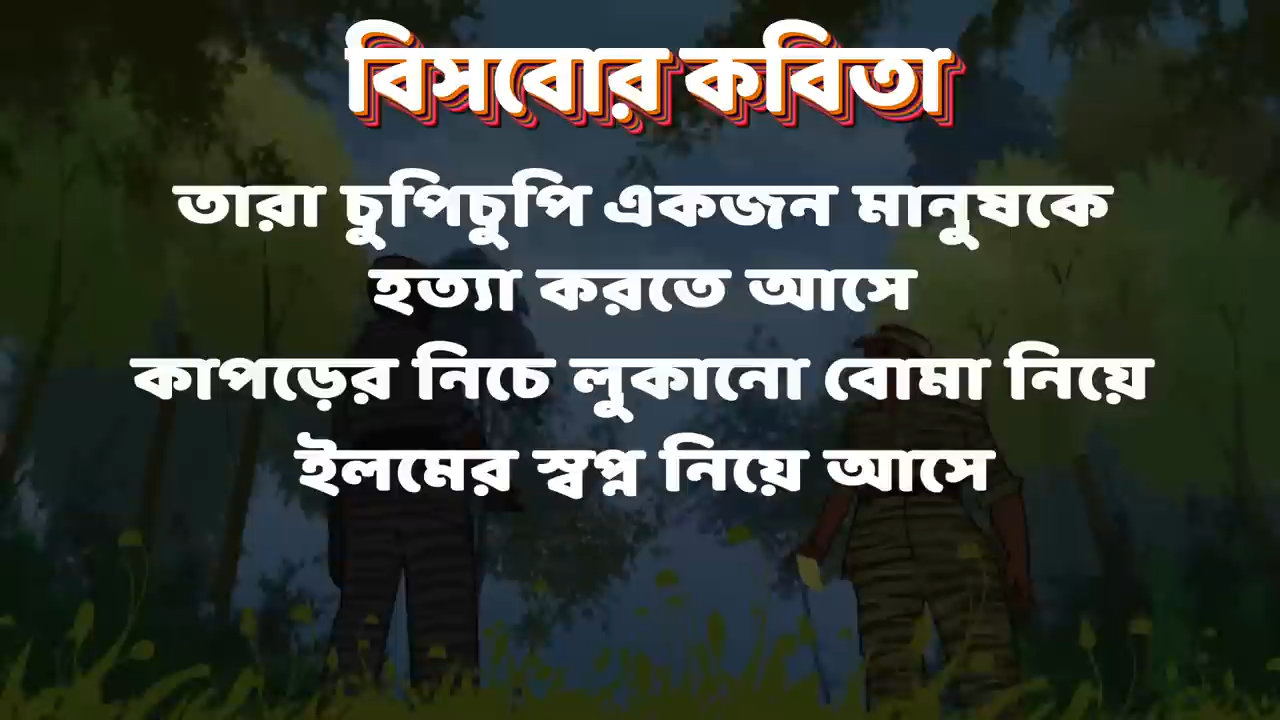 বিসবোর কবিতা
তারা চুপিচুপি একজন মানুষকে
হত্যা করতে আসে
কাপড়ের নিচে লুকানো বোমা নিয়ে
ইলমের স্বপ্ন নিয়ে আসে